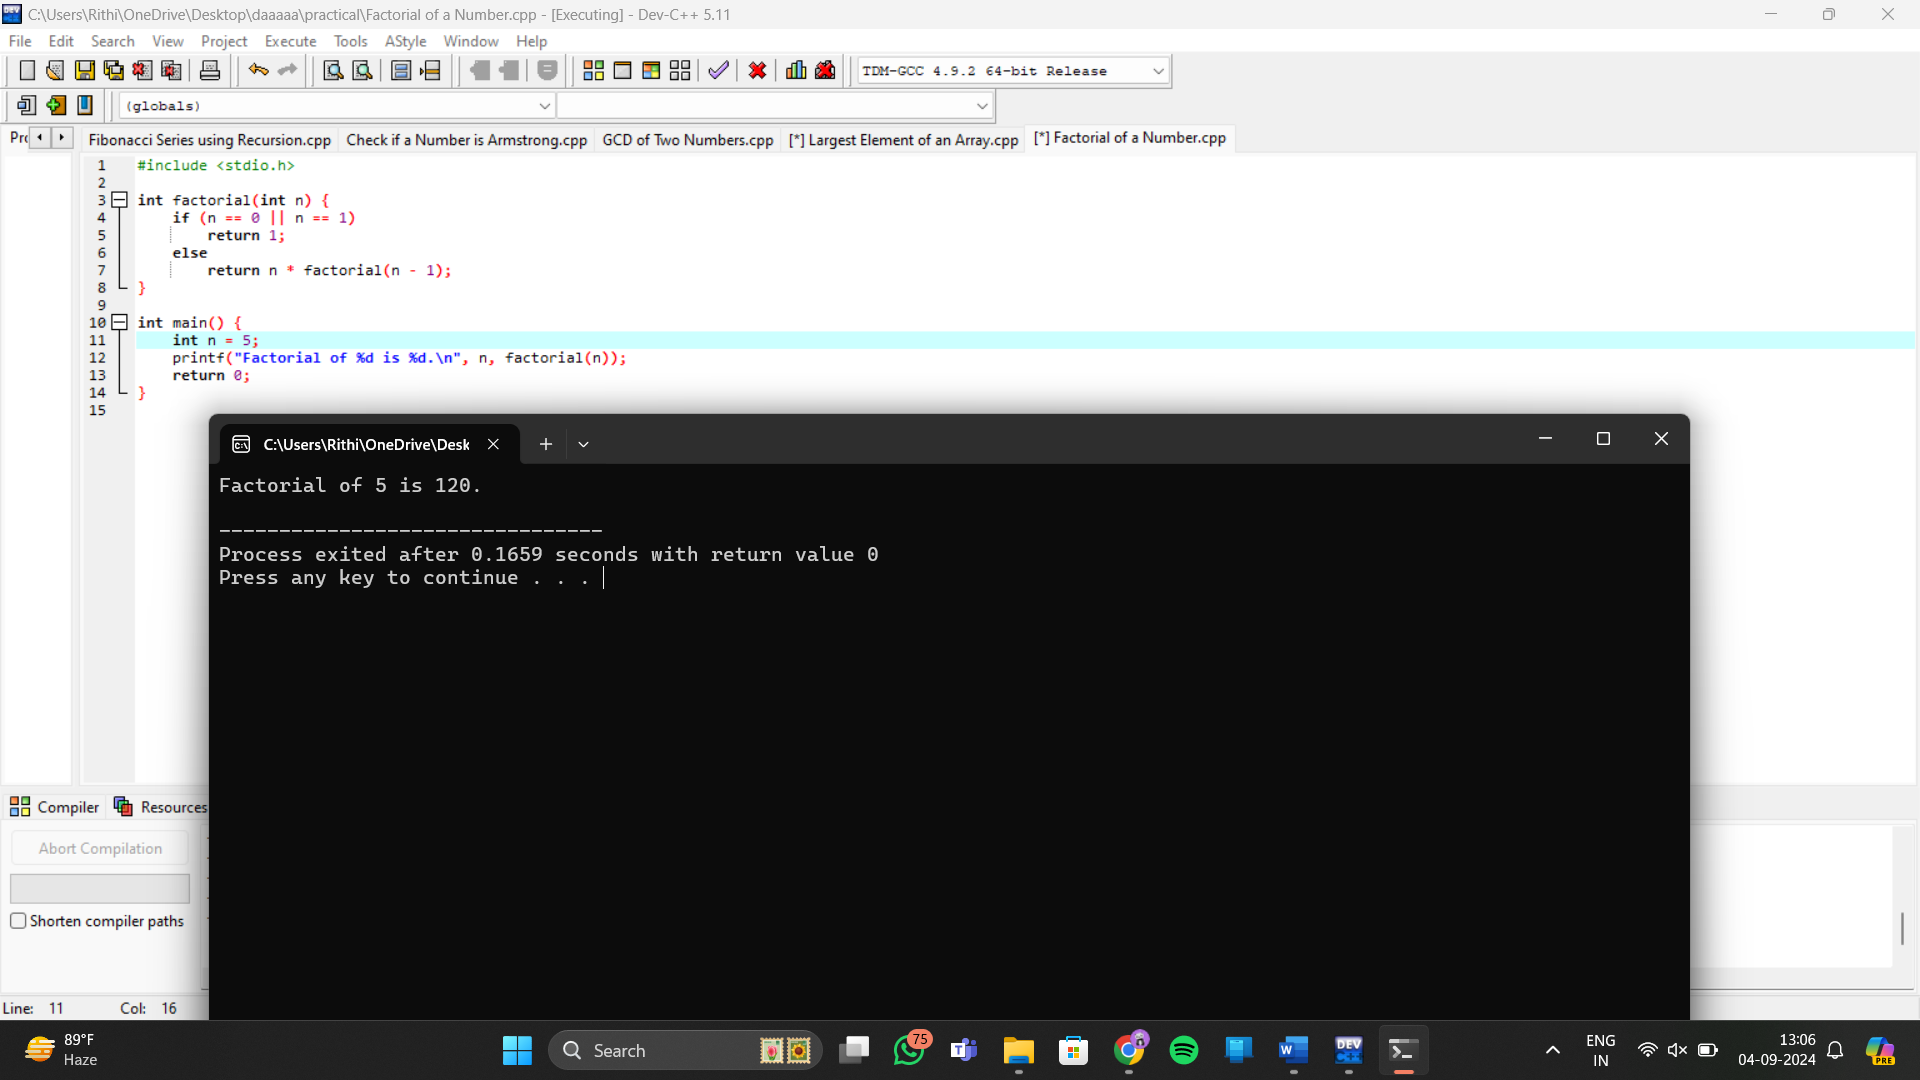 C:\Users\Rithi\OneDrive\Desktop\daaaaa\practical\Factorial of a Number.cpp - [Executing] - Dev-C++ 5.11
File Edit Search View Project Execute Tools AStyle Window Help
TDM-GCC 4.9.2 64-bit Release
(globals)
Fibonacci Series using Recursion.cpp Check if a Number is Armstrong.cpp GCD of Two Numbers.cpp [*] Largest Element of an Array.cpp [*] Factorial of a Number.cpp
1 #include <stdio.h>
2
3 int factorial(int n) {
4 if (n == 0 || n == 1)
5 return 1;
6 else
7 return n * factorial(n - 1);
8 }
9
10 int main() {
11 int n = 5;
12 printf("Factorial of %d is %d.\n", n, factorial(n));
13 return 0;
14 }
15
C:\Users\Rithi\OneDrive\Desk
Factorial of 5 is 120.
--------------------------------
Process exited after 0.1659 seconds with return value 0
Press any key to continue . . .
Compiler Resources
Abort Compilation
Shorten compiler paths
Line: 11 Col: 16
89°F
Haze
Search
75
DEV
C++
ENG
IN
13:06
04-09-2024
PRE